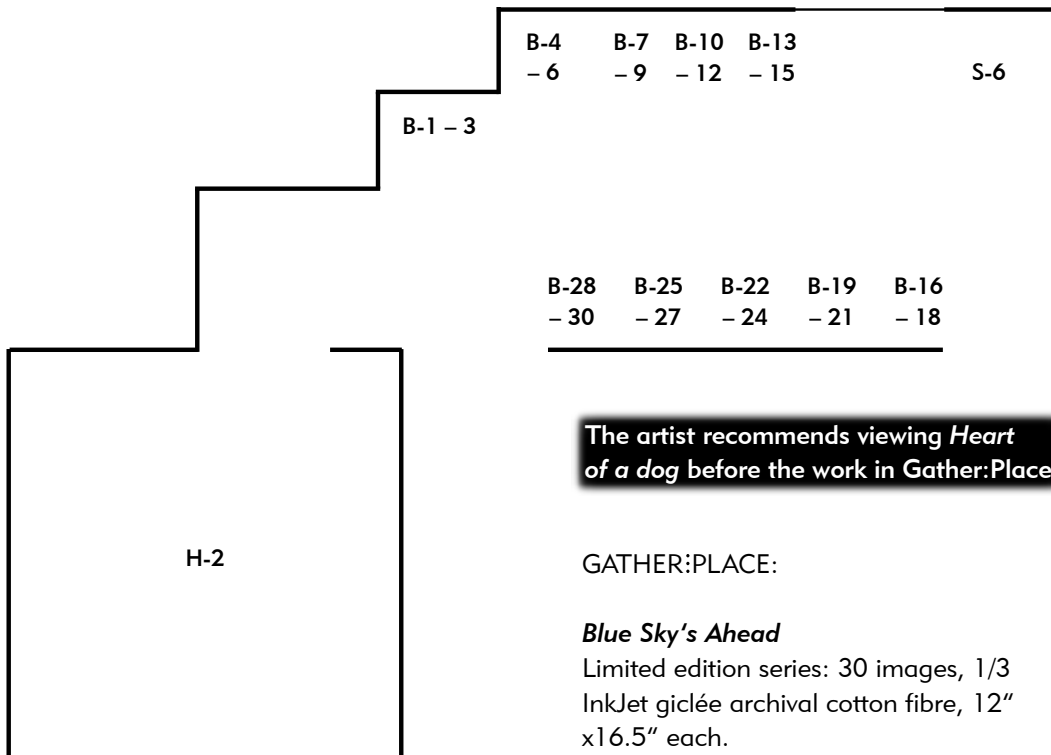 B-4 B-7 B-10 B-13
– 6 – 9 – 12 – 15 S-6
B-1 – 3
B-28 B-25 B-22 B-19 B-16
– 30 – 27 – 24 – 21 – 18
The artist recommends viewing Heart
of a dog before the work in Gather:Place
H-2
GATHER⁝PLACE:
Blue Sky‘s Ahead
Limited edition series: 30 images, 1/3
InkJet giclée archival cotton fibre, 12“
x16.5“ each.